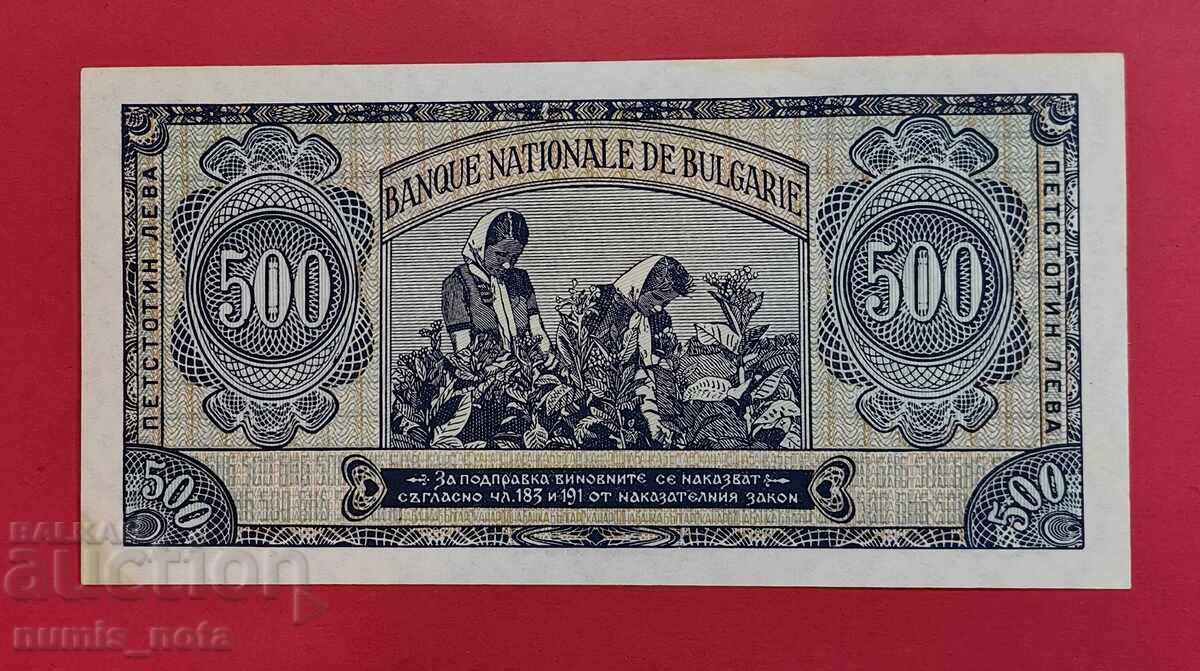 BANQUE NATIONALE DE BULGARIE
500
500
ПЕТСТОТИН ЛЕВА
ПЕТСТОТИН ЛЕВА
ЗА ПОДПРАВКА ВИНОВНИТЕ СЕ НАКАЗВАТ
СЪГЛАСНО ЧЛ. 183 И 191 ОТ НАКАЗАТЕЛНИЯ ЗАКОН
500
500
BALKAN
auction
numis_nota